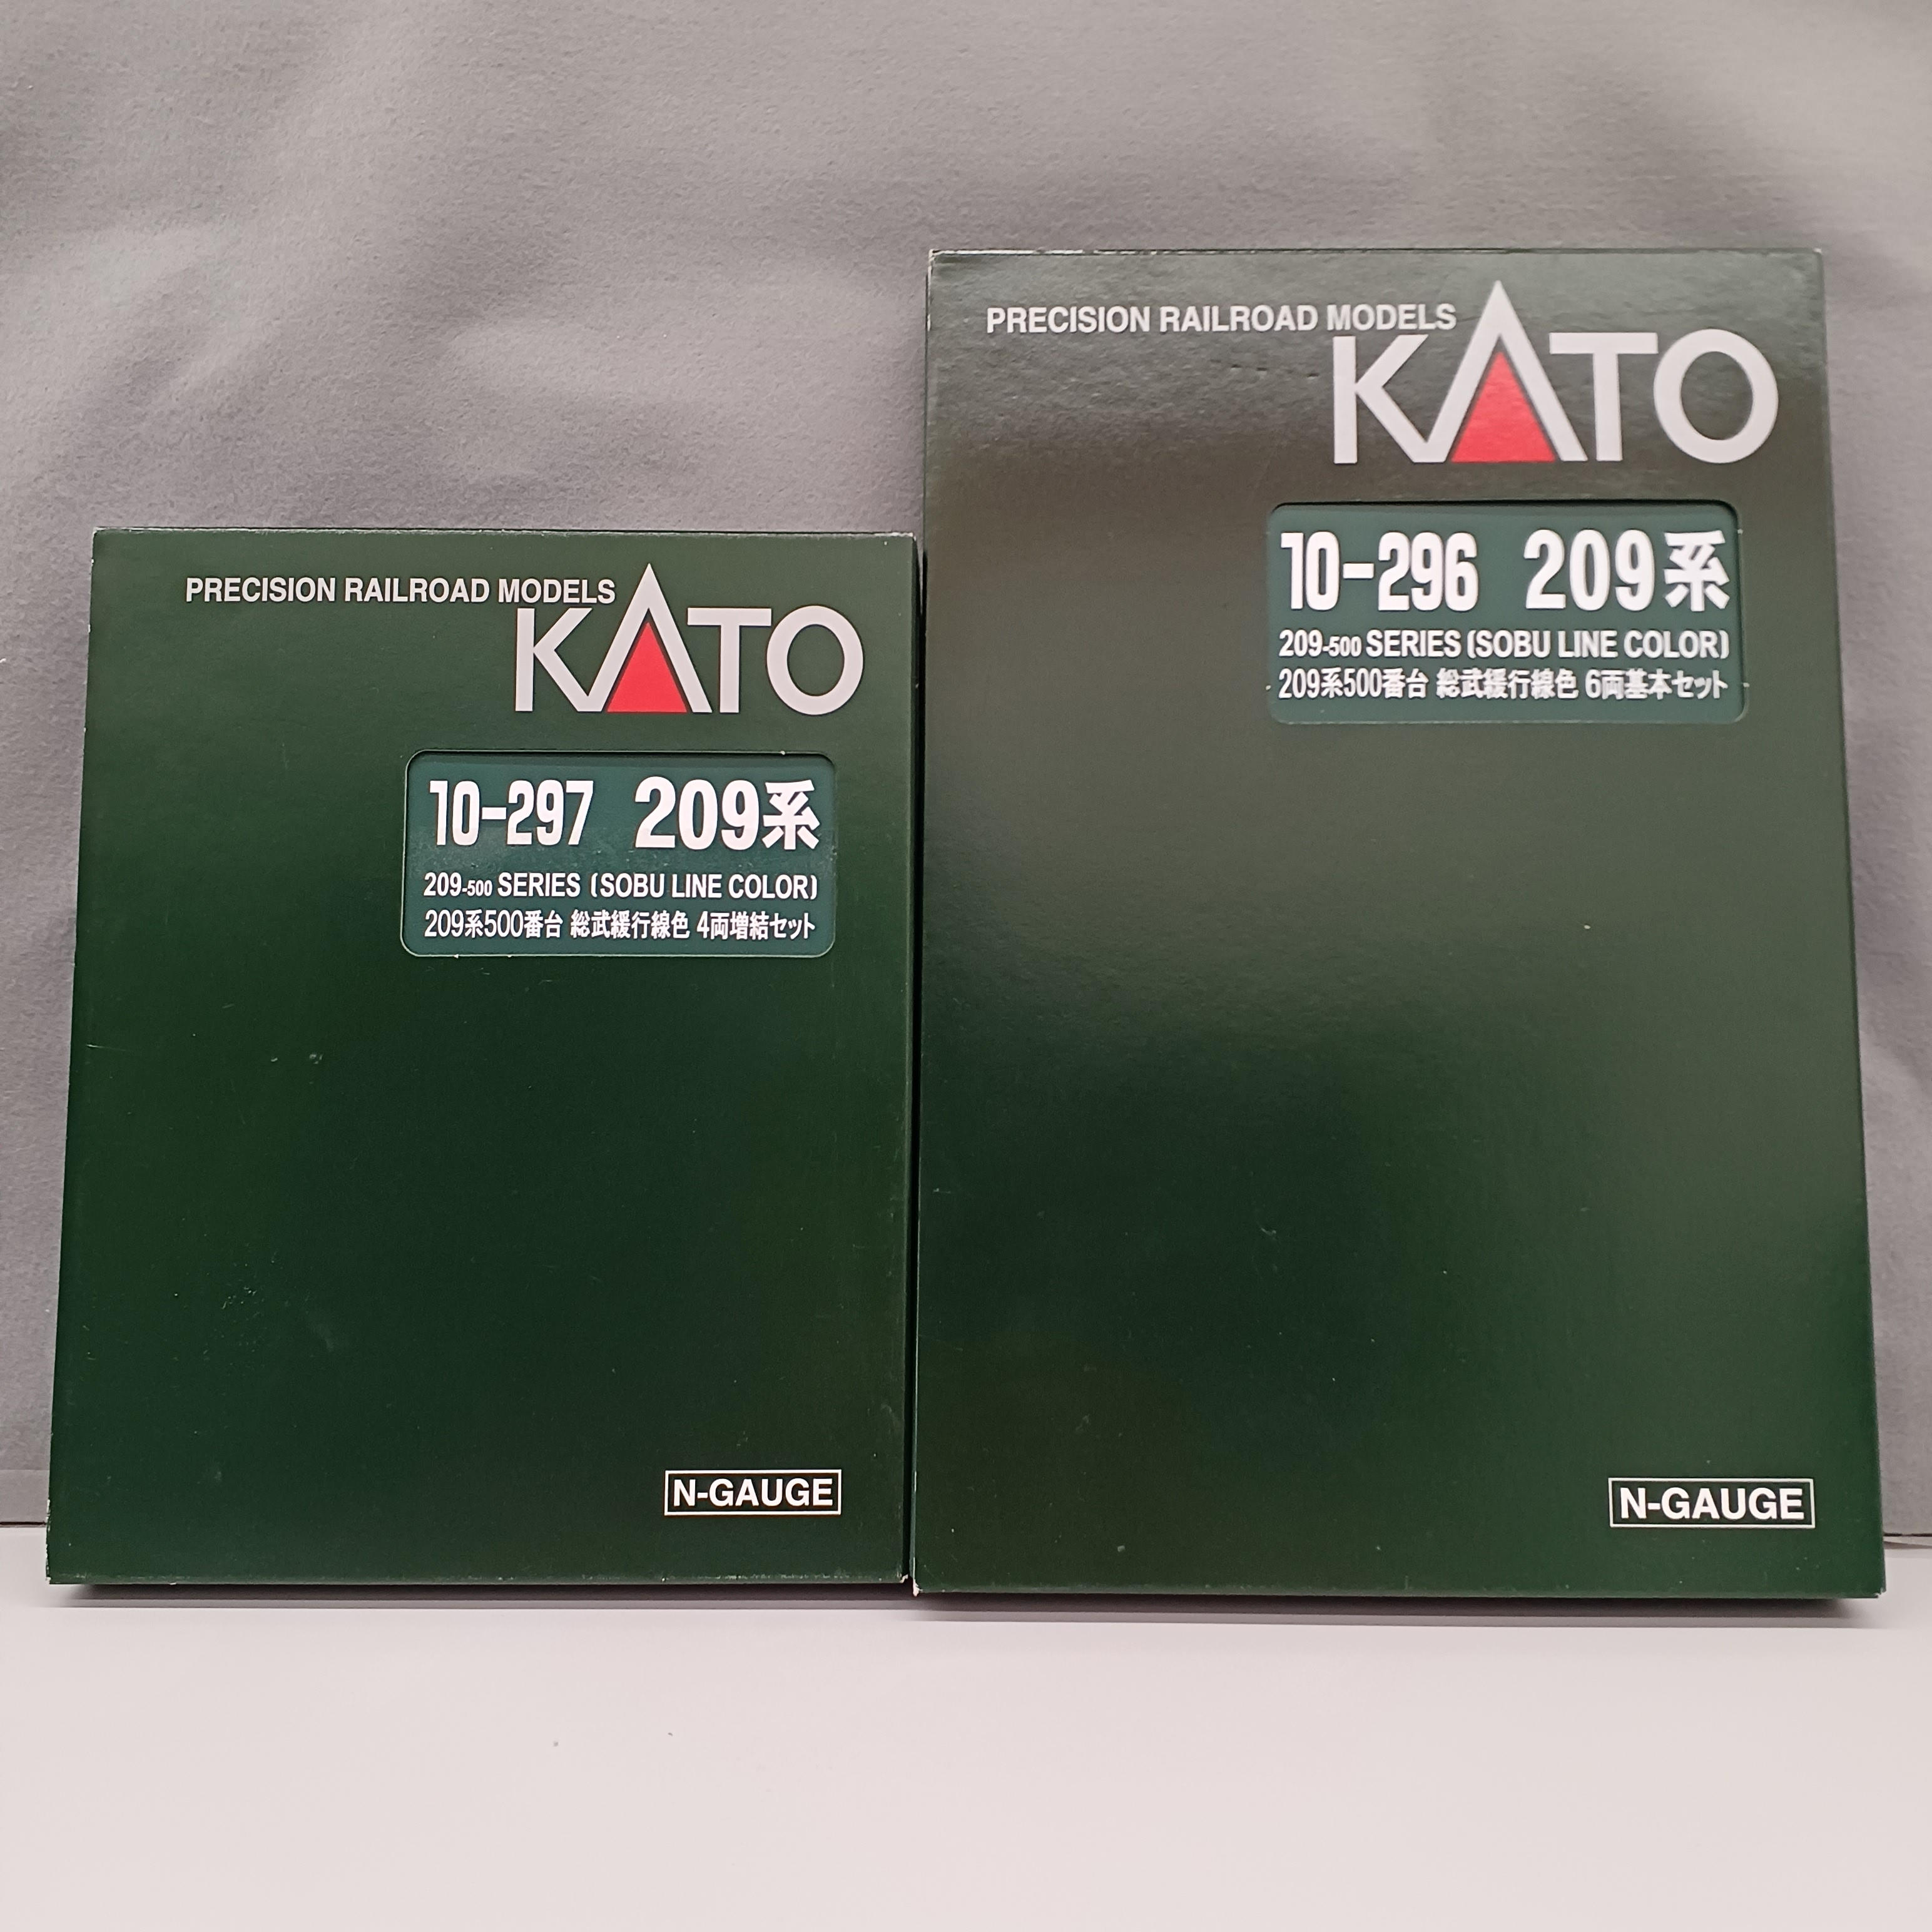 PRECISION RAILROAD MODELS
KATO
10-297 209系
209-500 SERIES (SOBU LINE COLOR)
209系500番台 総武緩行線色 4両増結セット
N-GAUGE
PRECISION RAILROAD MODELS
KATO
10-296 209系
209-500 SERIES (SOBU LINE COLOR)
209系500番台 総武緩行線色 6両基本セット
N-GAUGE